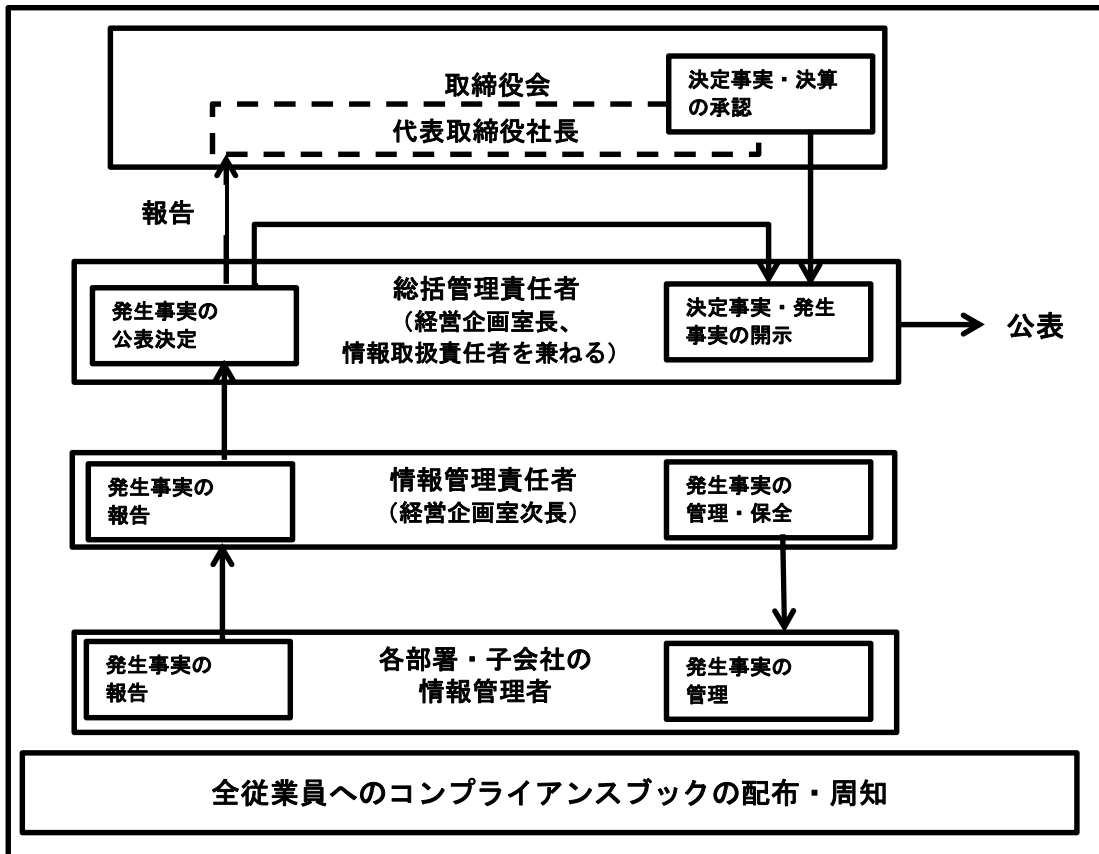 取締役会
代表取締役社長
決定事実・決算
の承認
報告
発生事実の
公表決定
総括管理責任者
（経営企画室長、
情報取扱責任者を兼ねる）
決定事実・発生
事実の開示
公表
発生事実の
報告
情報管理責任者
（経営企画室次長）
発生事実の
管理・保全
発生事実の
報告
各部署・子会社の
情報管理者
発生事実の
管理
全従業員へのコンプライアンスブックの配布・周知